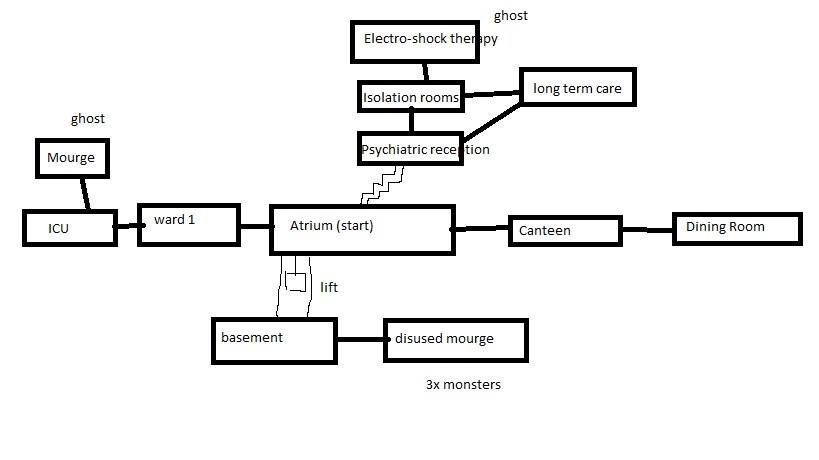 ghost
Electro-shock therapy
Isolation rooms
long term care
ghost
Mourge
Psychiatric reception
ward 1
Atrium (start)
ICU
Canteen
Dining Room
lift
basement
disused mourge
3x monsters